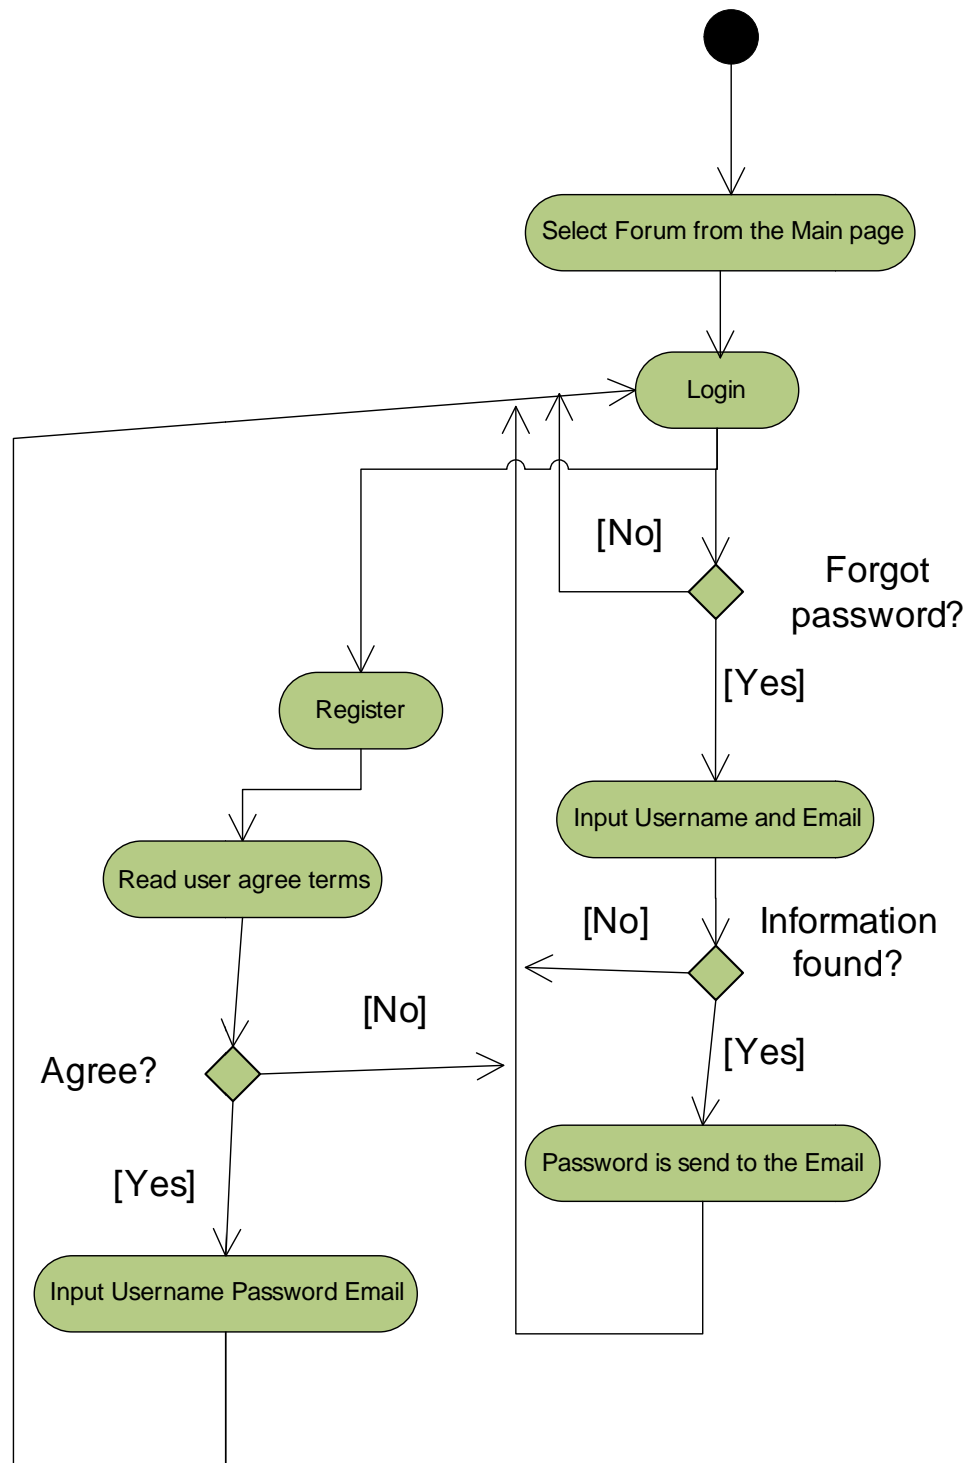 Select Forum from the Main page
Login
[No]
Forgot
password?
[Yes]
Register
Input Username and Email
Read user agree terms
[No]
Information
found?
[No]
[Yes]
Agree?
Password is send to the Email
[Yes]
Input Username Password Email